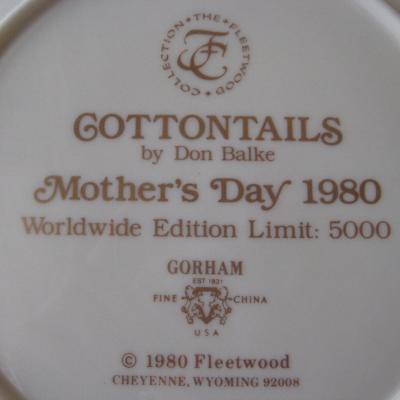 THE FLEETWOOD COLLECTION
FC
COTTONTAILS
by Don Balke
Mother's Day 1980
Worldwide Edition Limit: 5000
GORHAM
EST 1831
FINE CHINA
USA
© 1980 Fleetwood
CHEYENNE, WYOMING 82008